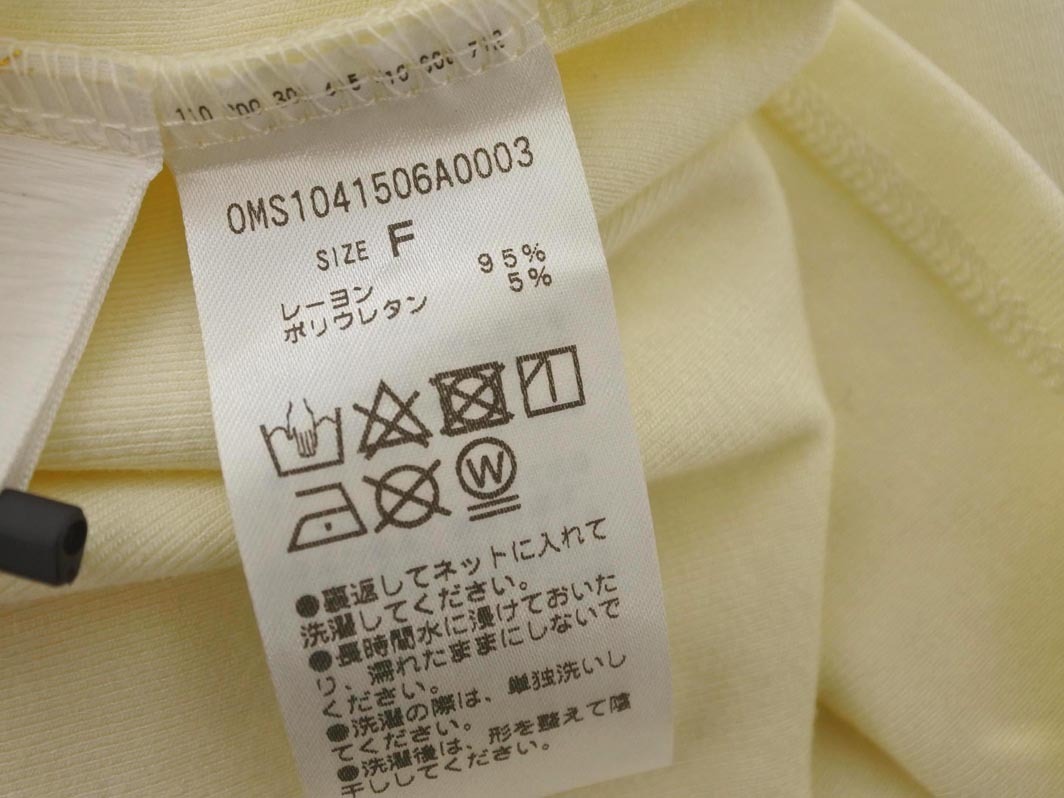 OMS1041506A0003
SIZE F
レーヨン 95%
ポリウレタン 5%
W
●裏返してネットに入れて
洗濯してください。
●長時間水に浸けておいた
り、濡れたままにしないで
ください。
●洗濯の際は、単独洗いし
てください。
●洗濯後は、形を整えて陰
干ししてください。